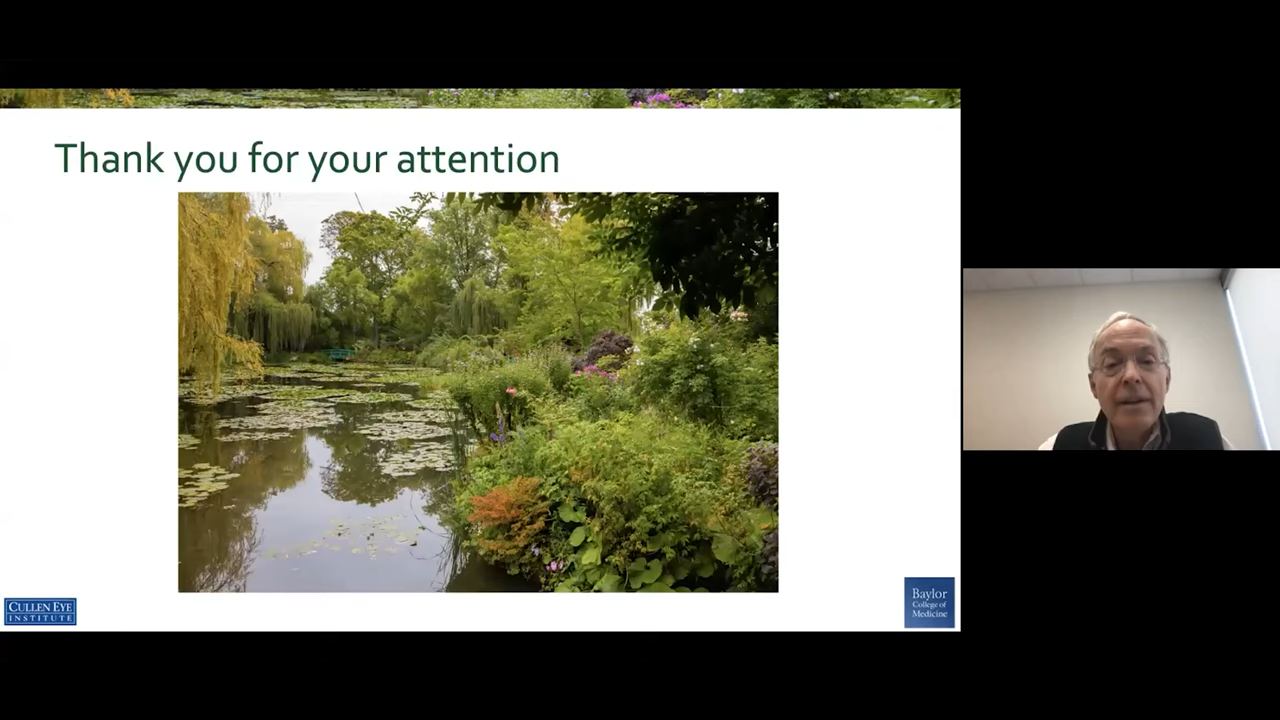 Thank you for your attention
CULLEN EYE
INSTITUTE
Baylor
College of
Medicine